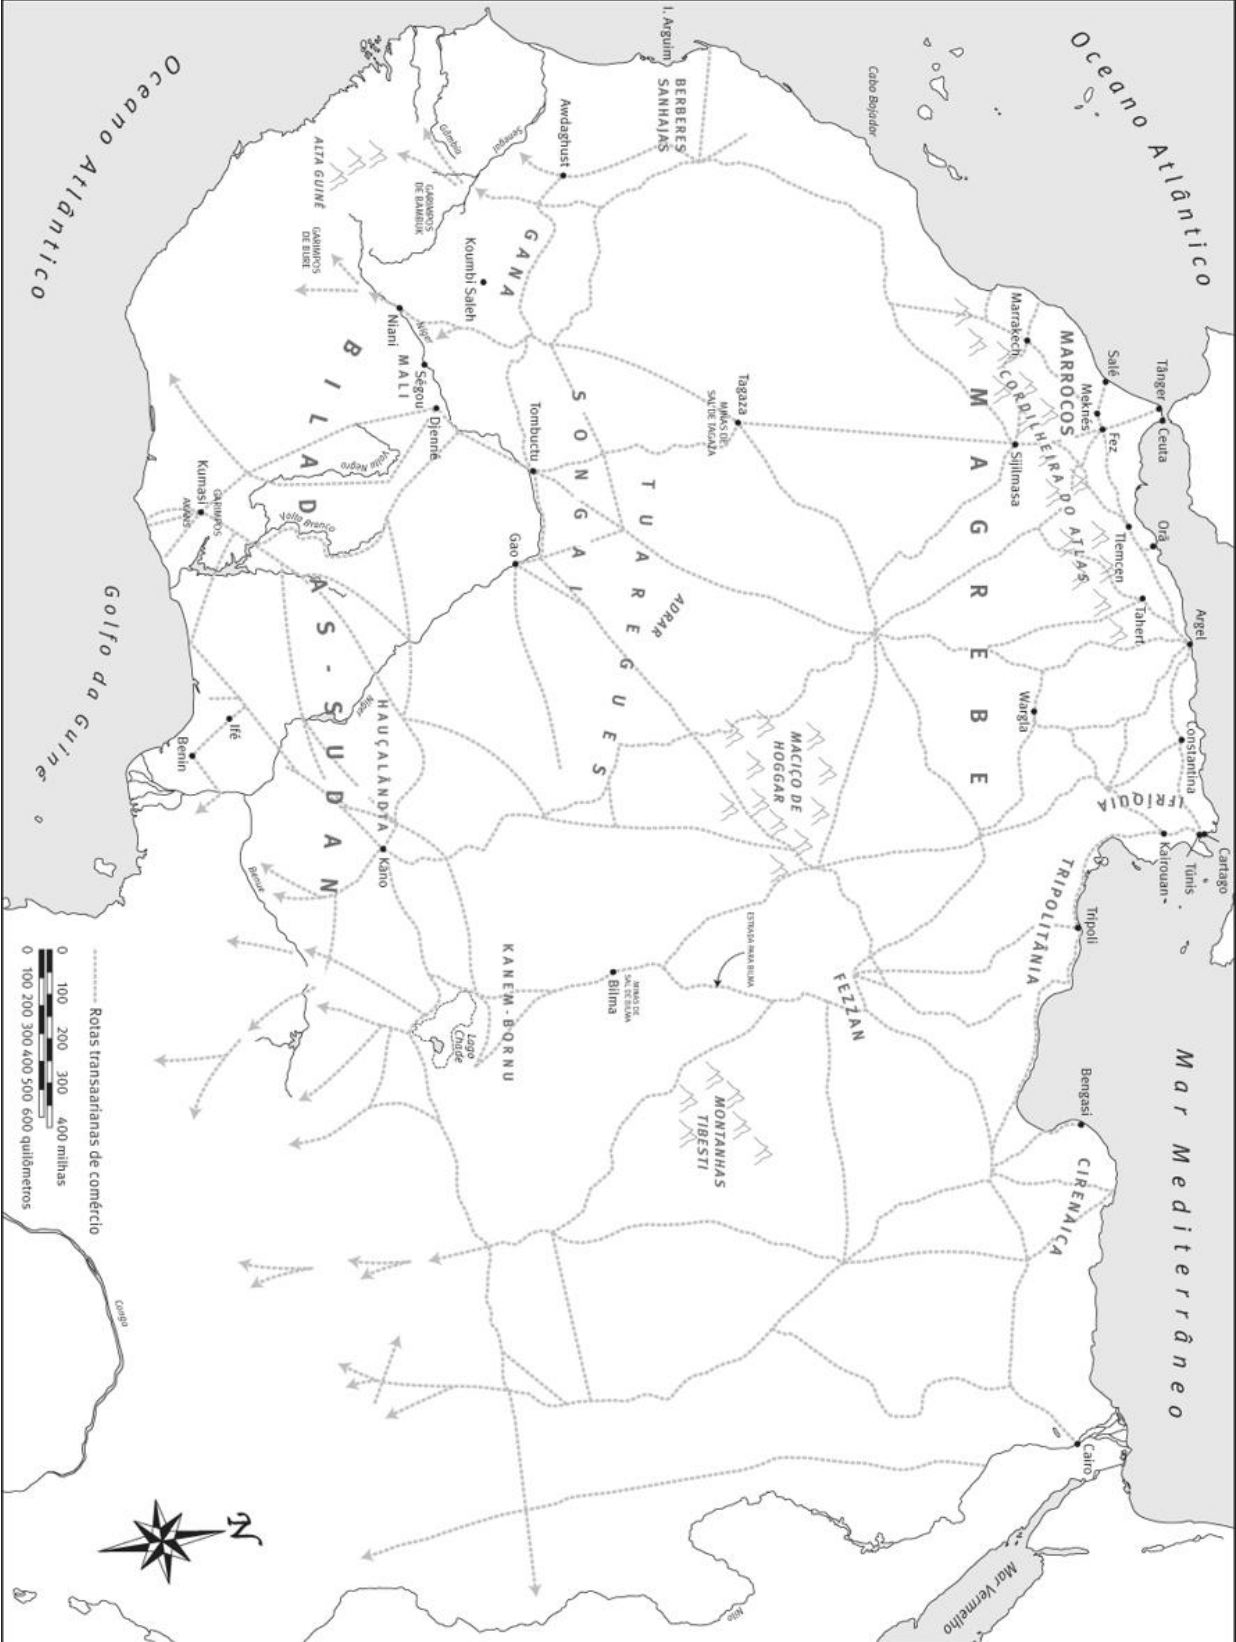 Oceano Atlântico
Cabo Bojador
I. Arguim
BERBERES
SANHAJAS
Awdaghust
Senegal
Gâmbia
Oceano Atlântico
ALTA GUINÉ
GARIMPOS
DE BAMBUK
GARIMPOS
DE BURE
GANA
Koumbi Saleh
Niani
Níger
MALI
Ségou
Djenné
Tombuctu
SONGAI
Gao
Tagaza
MINAS DE
SAL DE TAGAZA
TUAREGUES
ADRAR
MAGREBE
MARROCOS
Marrakech
CORDILHEIRA DO ATLAS
Salé
Meknés
Fez
Tânger
Ceuta
Sijilmasa
Orã
Tlemcen
Tahert
Argel
Wargla
Constantina
IFRÍQUIA
Cartago
Túnis
Kairouan
TRIPOLITÂNIA
Tripoli
MACIÇO DE
HOGGAR
BILAD AS-SUDAN
Volta Negro
Volta Branco
Kumasi
GARIMPOS
AKANS
Golfo da Guiné
Ifé
Benin
Níger
HAUÇALÂNDIA
Kano
Benue
KANEM-BORNU
Lago
Chade
Bilma
MINAS DE
SAL DE BILMA
ESTRADA PARA BILMA
FEZZAN
MONTANHAS
TIBESTI
Bengasi
CIRENAICA
Mar Mediterrâneo
Cairo
Mar Vermelho
Nilo
Congo
Rotas transaarianas de comércio
0 100 200 300 400 milhas
0 100 200 300 400 500 600 quilômetros
N